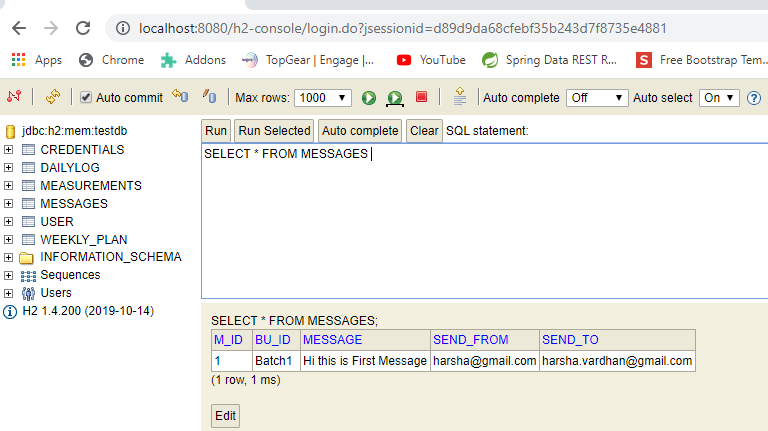 localhost:8080/h2-console/login.do?jsessionid=d89d9da68cfebf35b243d7f8735e4881
Apps Chrome Addons TopGear | Engage |... YouTube Spring Data REST R... S Free Bootstrap Tem...
Auto commit Max rows: 1000 Auto complete Off Auto select On ?
jdbc:h2:mem:testdb
CREDENTIALS
DAILYLOG
MEASUREMENTS
MESSAGES
USER
WEEKLY_PLAN
INFORMATION_SCHEMA
Sequences
Users
H2 1.4.200 (2019-10-14)
Run Run Selected Auto complete Clear SQL statement:
SELECT * FROM MESSAGES
SELECT * FROM MESSAGES;
M_ID BU_ID MESSAGE SEND_FROM SEND_TO
1 Batch1 Hi this is First Message harsha@gmail.com harsha.vardhan@gmail.com
(1 row, 1 ms)
Edit